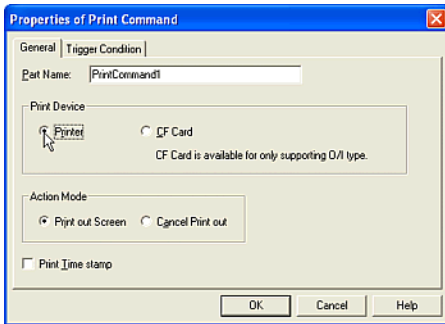 Properties of Print Command
General Trigger Condition
Part Name: PrintCommand1
Print Device
Printer CF Card
CF Card is available for only supporting O/I type.
Action Mode
Print out Screen Cancel Print out
Print Time stamp
OK Cancel Help